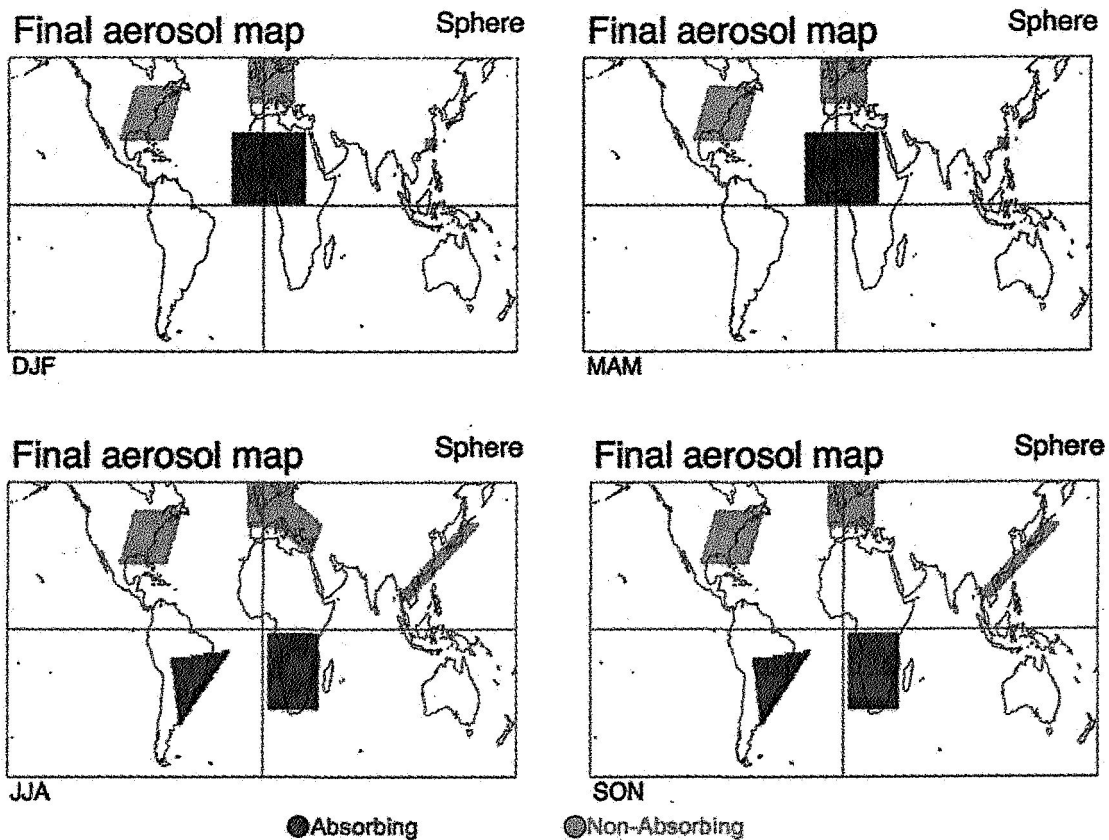 Final aerosol map Sphere
Final aerosol map Sphere
DJF
MAM
Final aerosol map Sphere
Final aerosol map Sphere
JJA
SON
Absorbing Non-Absorbing